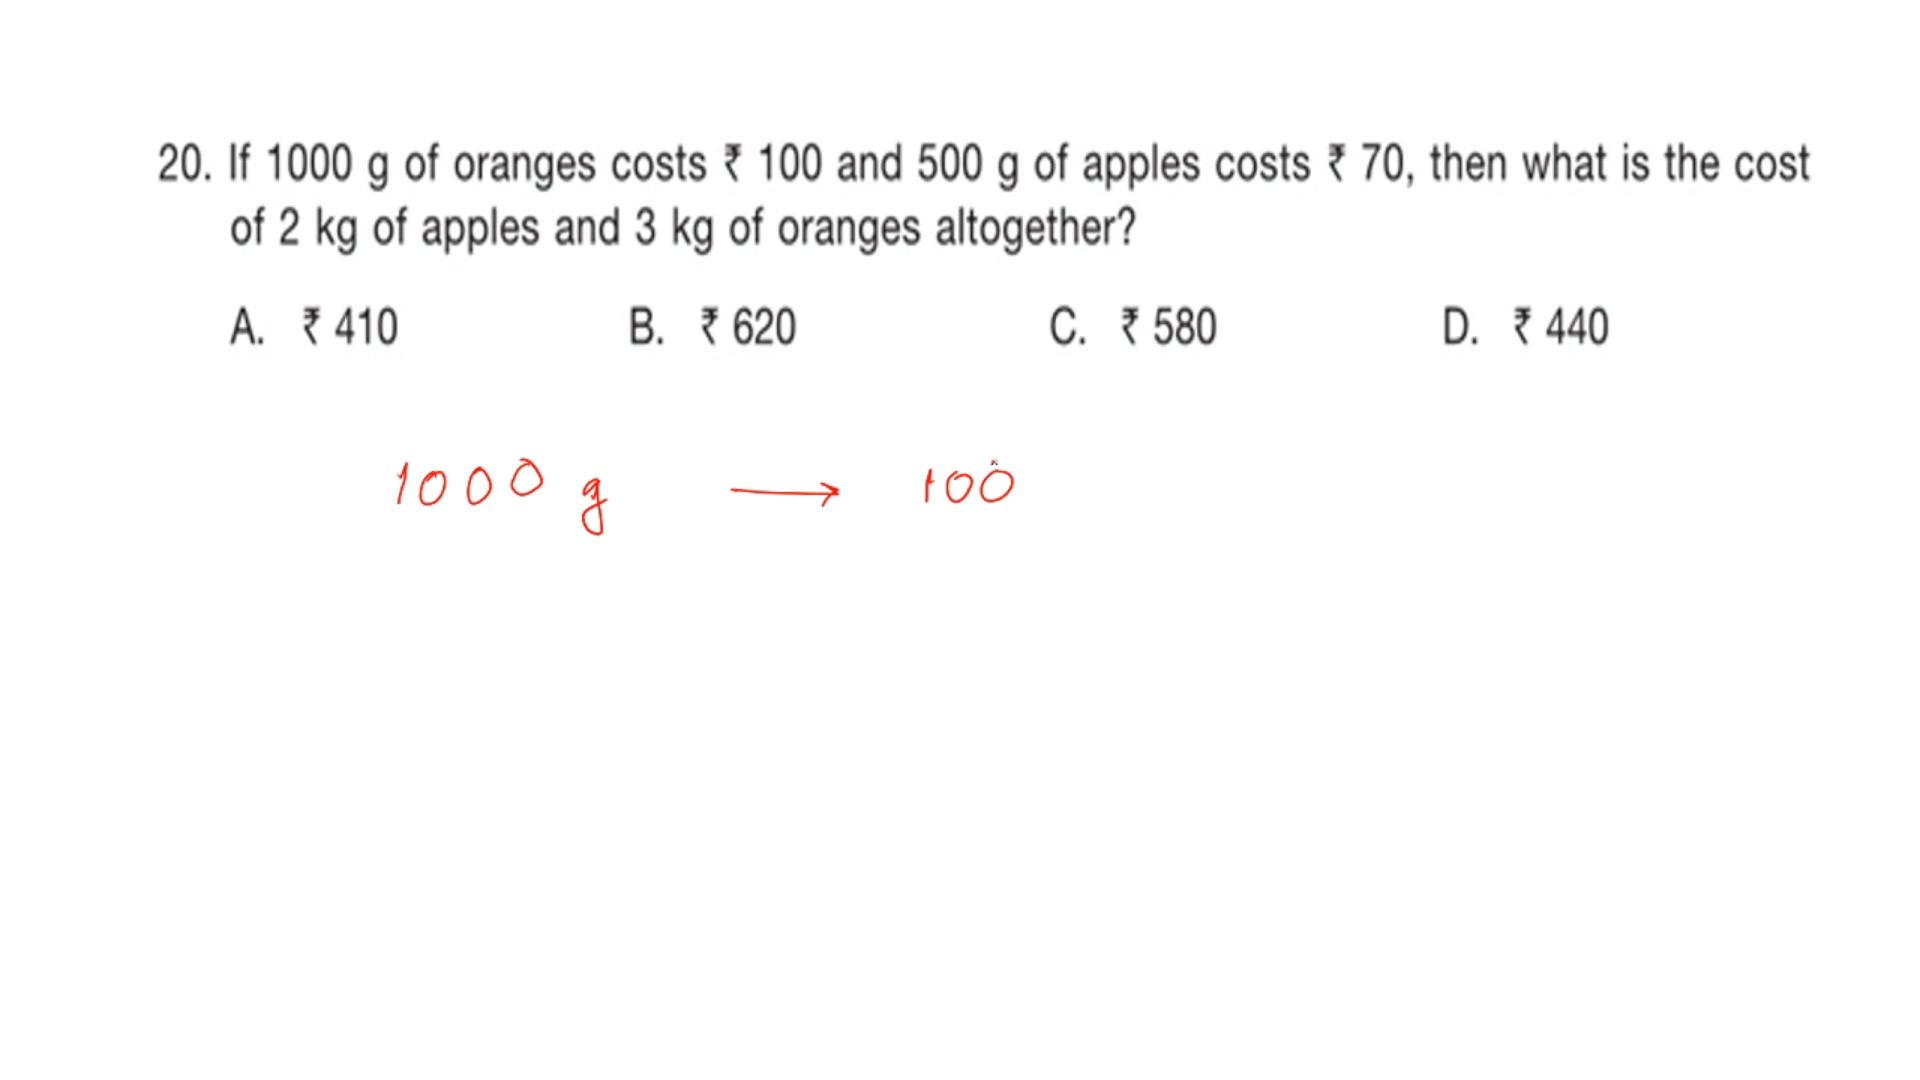 20. If 1000 g of oranges costs ₹ 100 and 500 g of apples costs ₹ 70, then what is the cost
of 2 kg of apples and 3 kg of oranges altogether?
A. ₹ 410 B. ₹ 620 C. ₹ 580 D. ₹ 440
1000 g → 100